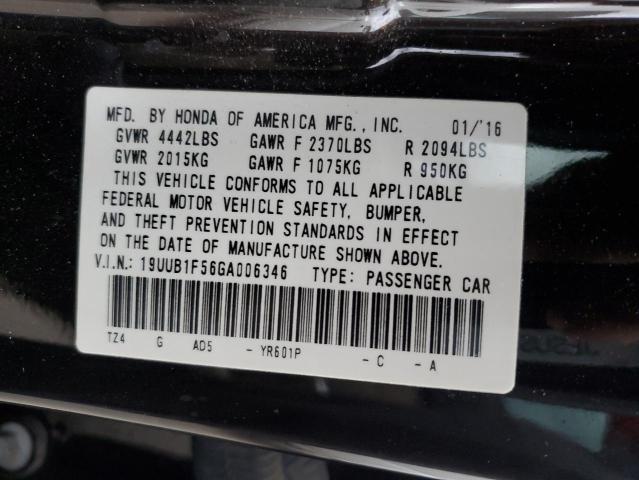 MFD. BY HONDA OF AMERICA MFG., INC. 01/'16
GVWR 4442LBS GAWR F 2370LBS R 2094LBS
GVWR 2015KG GAWR F 1075KG R 950KG
THIS VEHICLE CONFORMS TO ALL APPLICABLE
FEDERAL MOTOR VEHICLE SAFETY, BUMPER,
AND THEFT PREVENTION STANDARDS IN EFFECT
ON THE DATE OF MANUFACTURE SHOWN ABOVE.
V.I.N.: 19UUB1F56GA006346 TYPE: PASSENGER CAR
TZ4 G AD5 - YR601P - C - A